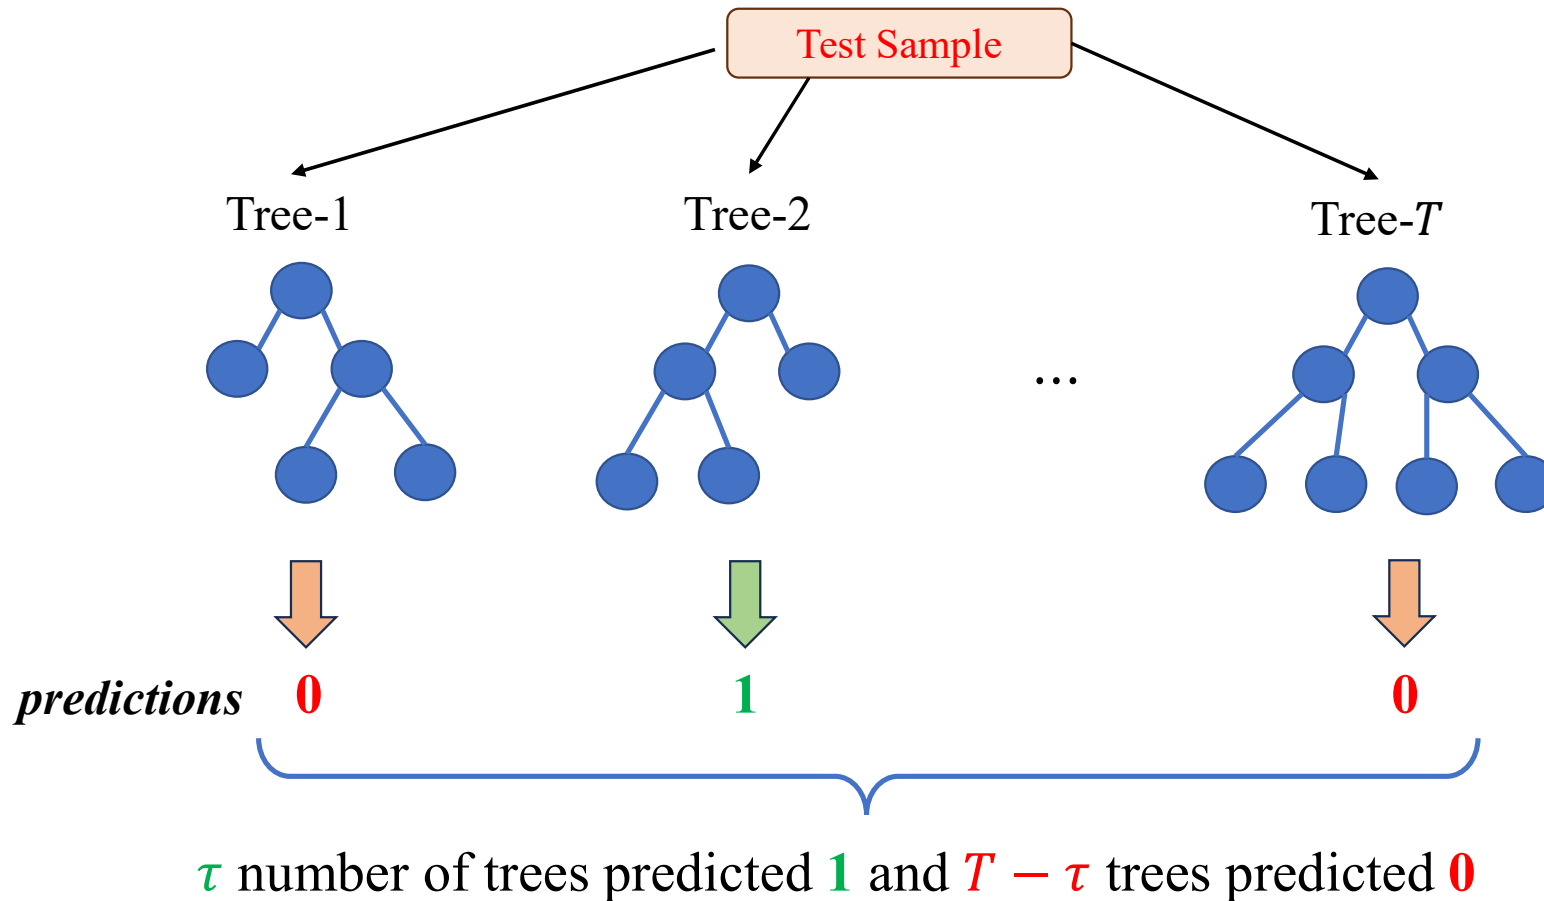 Test Sample
Tree-1
Tree-2
Tree-T
...
predictions
0
1
0
τ number of trees predicted 1 and T − τ trees predicted 0